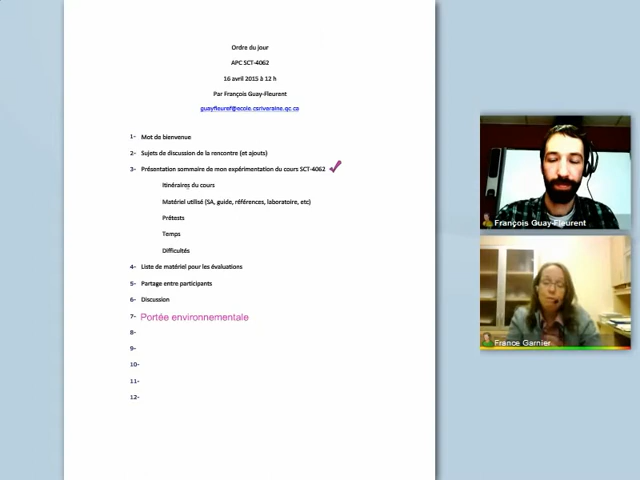 Ordre du jour
APC SCT-4062
16 avril 2015 à 12 h
Par François Guay-Fleurent
guayfleuref@ecole.csriveraine.qc.ca
1- Mot de bienvenue
2- Sujets de discussion de la rencontre (et ajouts)
3- Présentation sommaire de mon expérimentation du cours SCT-4062
Itinéraires du cours
Matériel utilisé (SA, guide, références, laboratoire, etc)
Prétests
Temps
Difficultés
4- Liste de matériel pour les évaluations
5- Partage entre participants
6- Discussion
7- Portée environnementale
8-
9-
10-
11-
12-
François Guay-Fleurent
France Garnier